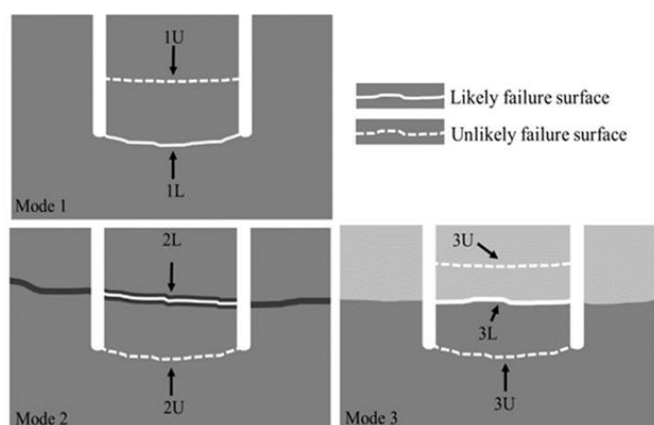 1U
1L
Mode 1
Likely failure surface
Unlikely failure surface
2L
2U
Mode 2
3U
3L
3U
Mode 3